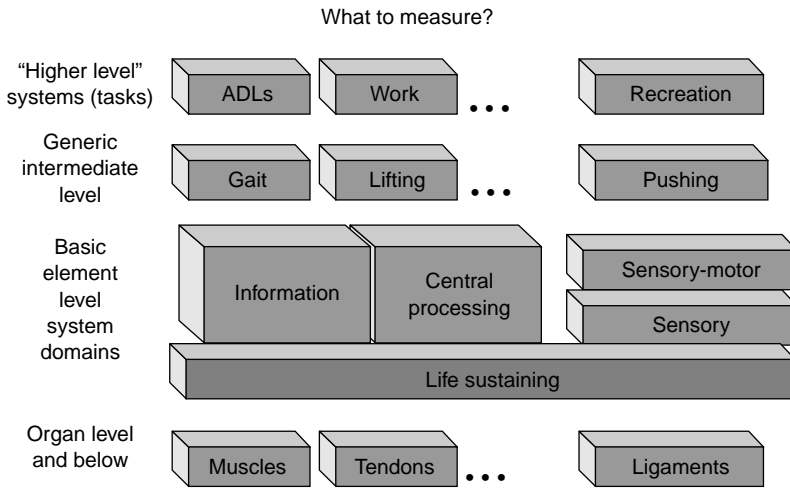 What to measure?
“Higher level”
systems (tasks)
ADLs
Work
...
Recreation
Generic
intermediate
level
Gait
Lifting
...
Pushing
Basic
element
level
system
domains
Information
Central
processing
Sensory-motor
Sensory
Life sustaining
Organ level
and below
Muscles
Tendons
...
Ligaments